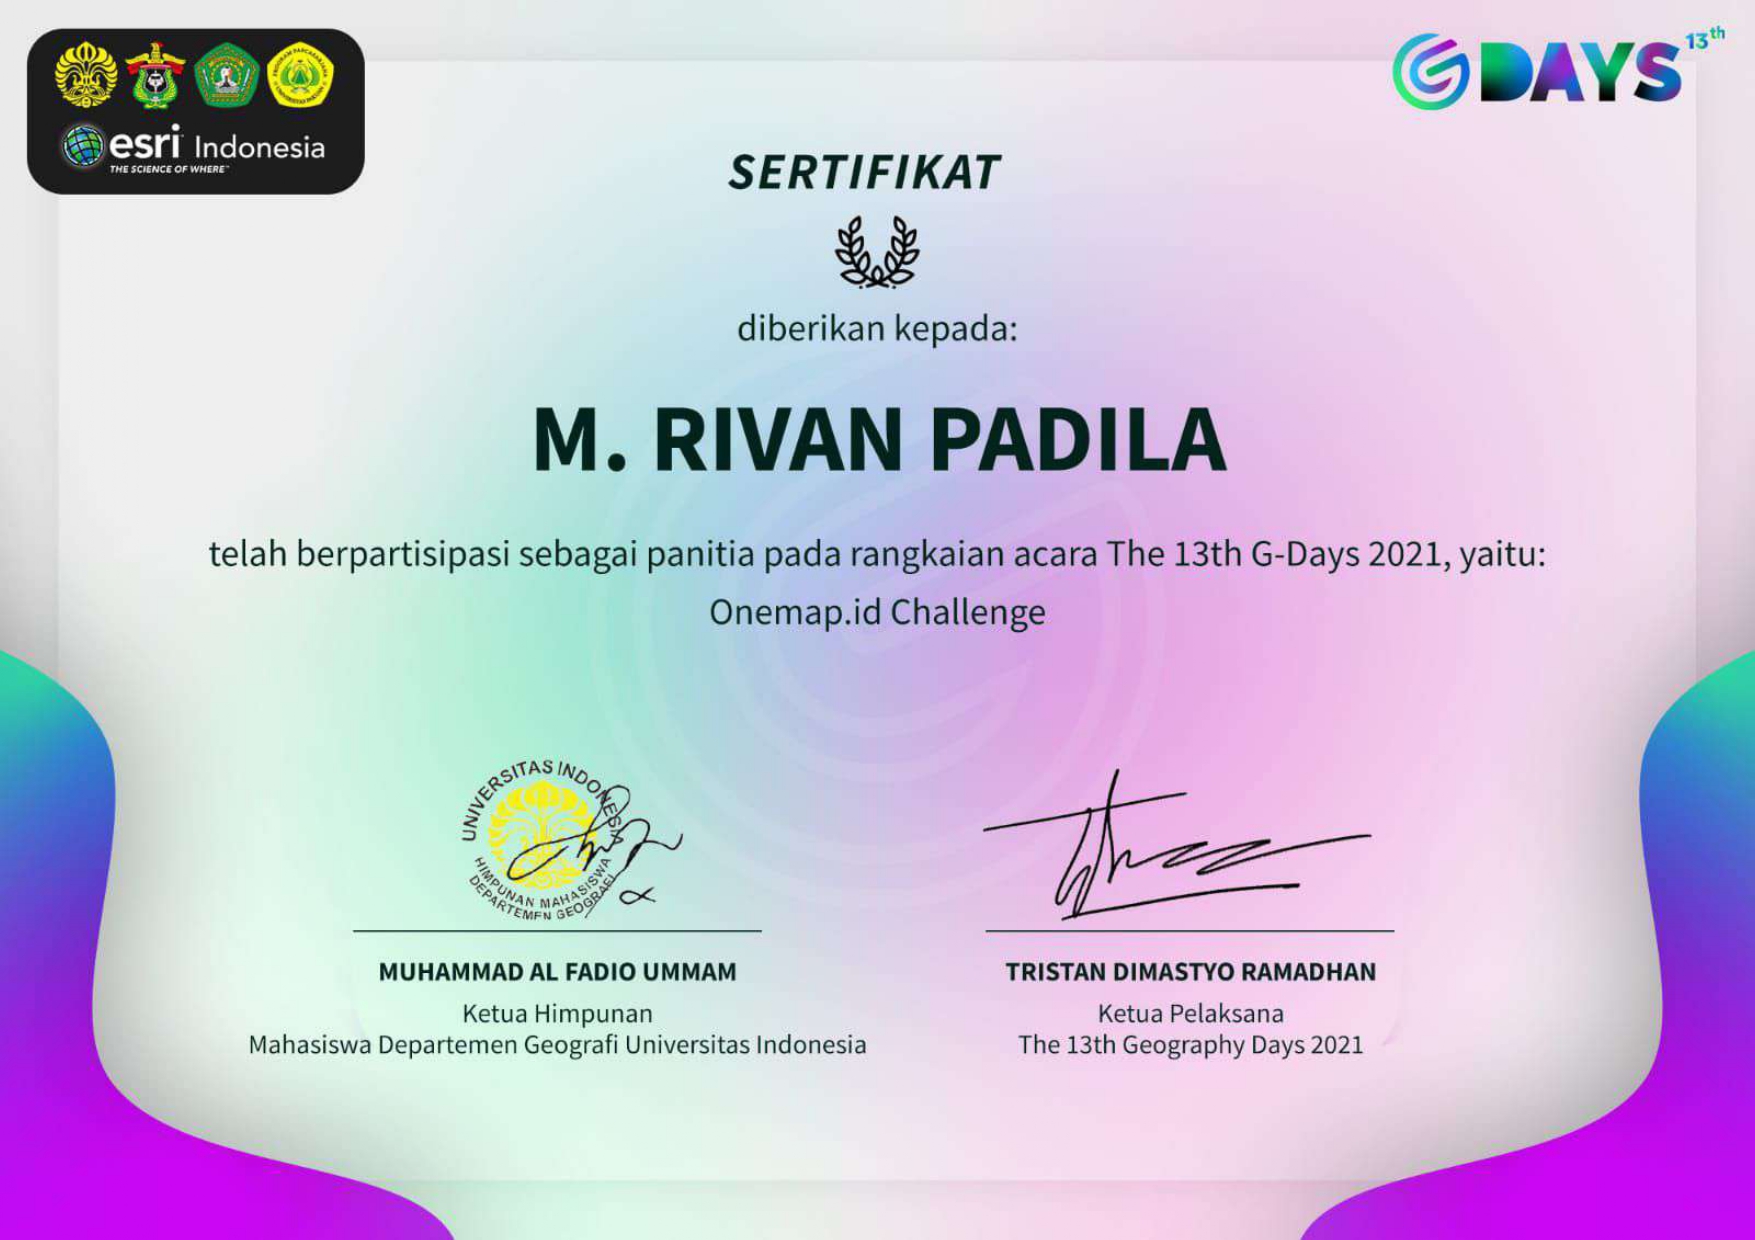 esri Indonesia
THE SCIENCE OF WHERE™
G DAYS 13th
SERTIFIKAT
diberikan kepada:
M. RIVAN PADILA
telah berpartisipasi sebagai panitia pada rangkaian acara The 13th G-Days 2021, yaitu:
Onemap.id Challenge
UNIVERSITAS INDONESIA
HIMPUNAN MAHASISWA
DEPARTEMEN GEOGRAFI
MUHAMMAD AL FADIO UMMAM
Ketua Himpunan
Mahasiswa Departemen Geografi Universitas Indonesia
TRISTAN DIMASTYO RAMADHAN
Ketua Pelaksana
The 13th Geography Days 2021